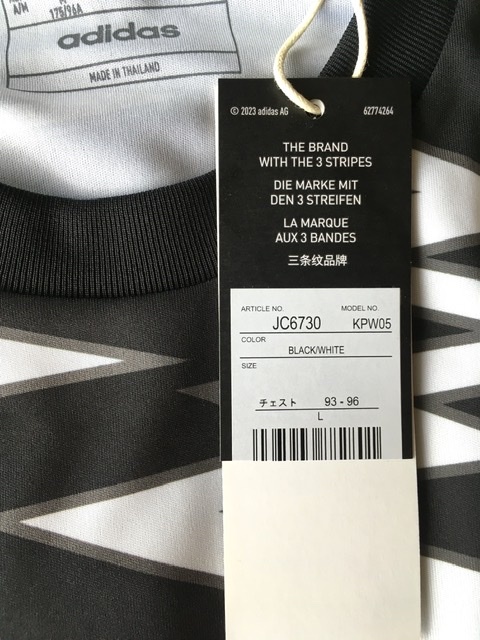 A/M
M
175/96A
adidas
MADE IN THAILAND
© 2023 adidas AG 62774264
THE BRAND
WITH THE 3 STRIPES
DIE MARKE MIT
DEN 3 STREIFEN
LA MARQUE
AUX 3 BANDES
三条纹品牌
ARTICLE NO. MODEL NO.
JC6730 KPW05
COLOR
BLACK/WHITE
SIZE
チェスト 93 - 96
L